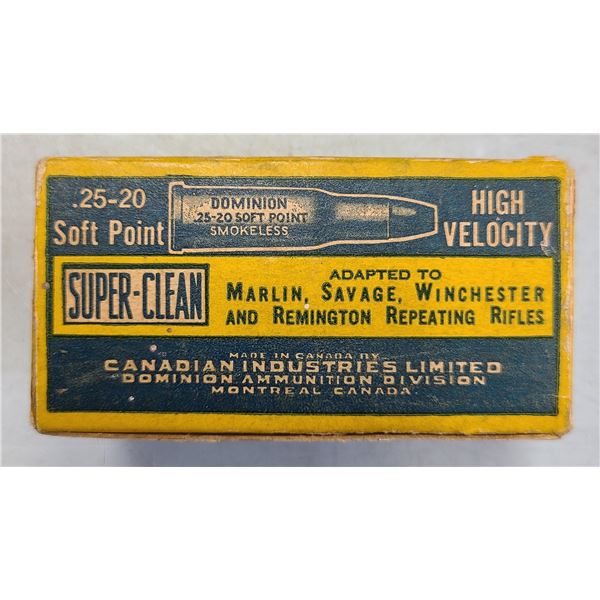 .25-20
Soft Point
DOMINION
.25-20 SOFT POINT
SMOKELESS
HIGH
VELOCITY
SUPER-CLEAN
ADAPTED TO
MARLIN, SAVAGE, WINCHESTER
AND REMINGTON REPEATING RIFLES
MADE IN CANADA BY
CANADIAN INDUSTRIES LIMITED
DOMINION AMMUNITION DIVISION
MONTREAL CANADA